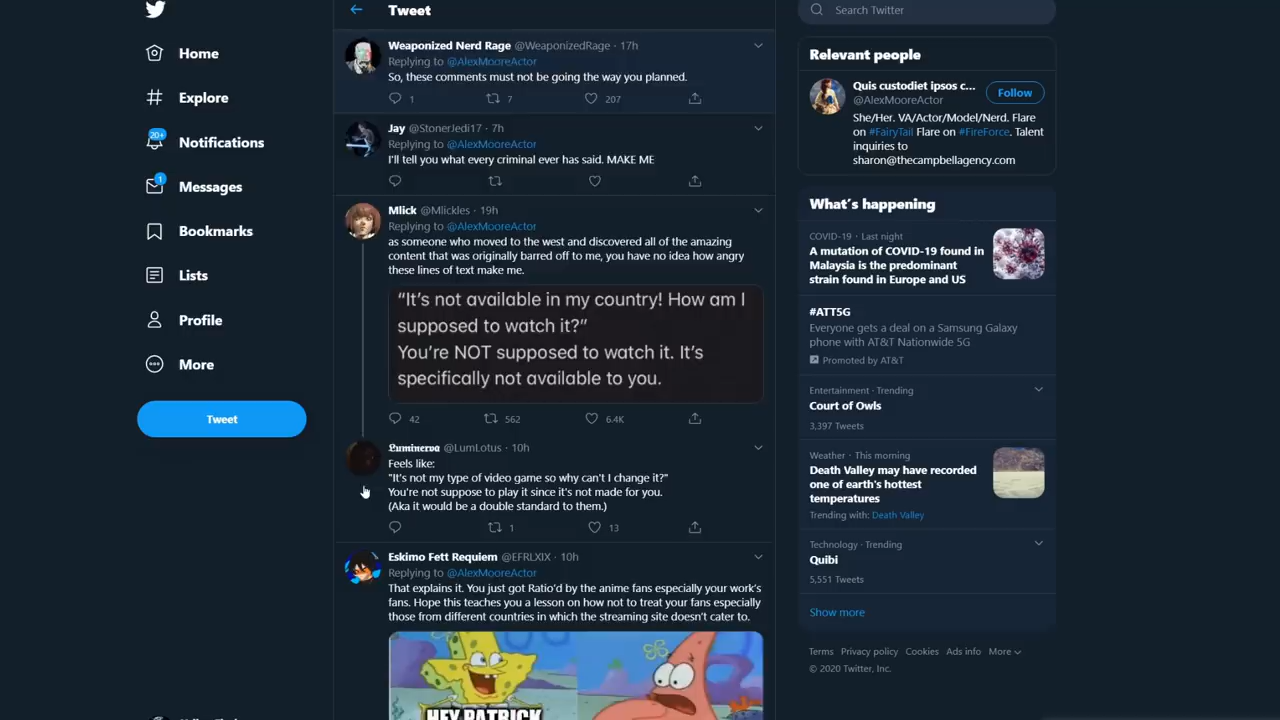 Home
Explore
20+
Notifications
1
Messages
Bookmarks
Lists
Profile
More
Tweet
Tweet
Weaponized Nerd Rage @WeaponizedRage · 17h
Replying to @AlexMooreActor
So, these comments must not be going the way you planned.
1 7 207
Jay @StonerJedi17 · 7h
Replying to @AlexMooreActor
I'll tell you what every criminal ever has said. MAKE ME
Mlick @Mlickles · 19h
Replying to @AlexMooreActor
as someone who moved to the west and discovered all of the amazing
content that was originally barred off to me, you have no idea how angry
these lines of text make me.
“It’s not available in my country! How am I
supposed to watch it?”
You’re NOT supposed to watch it. It’s
specifically not available to you.
42 562 6.4K
𝕷𝖚𝖒𝖎𝖓𝖊𝖗𝖛𝖆 @LumLotus · 10h
Feels like:
"It's not my type of video game so why can't I change it?"
You're not suppose to play it since it's not made for you.
(Aka it would be a double standard to them.)
1 13
Eskimo Fett Requiem @EFRLXIX · 10h
Replying to @AlexMooreActor
That explains it. You just got Ratio'd by the anime fans especially your work's
fans. Hope this teaches you a lesson on how not to treat your fans especially
those from different countries in which the streaming site doesn't cater to.
HEY PATRICK
Search Twitter
Relevant people
Quis custodiet ipsos c...
@AlexMooreActor
Follow
She/Her. VA/Actor/Model/Nerd. Flare
on #FairyTail Flare on #FireForce. Talent
inquiries to
sharon@thecampbellagency.com
What's happening
COVID-19 · Last night
A mutation of COVID-19 found in
Malaysia is the predominant
strain found in Europe and US
#ATT5G
Everyone gets a deal on a Samsung Galaxy
phone with AT&T Nationwide 5G
Promoted by AT&T
Entertainment · Trending
Court of Owls
3,397 Tweets
Weather · This morning
Death Valley may have recorded
one of earth's hottest
temperatures
Trending with: Death Valley
Technology · Trending
Quibi
5,551 Tweets
Show more
Terms Privacy policy Cookies Ads info More
© 2020 Twitter, Inc.